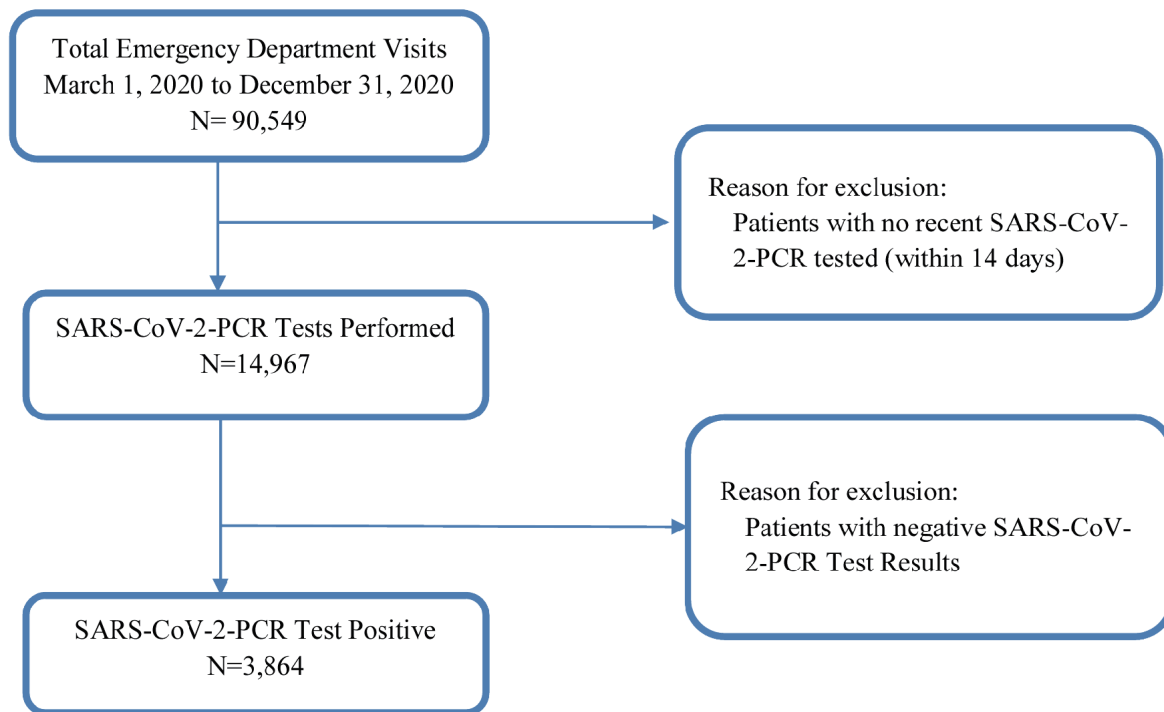 Total Emergency Department Visits
March 1, 2020 to December 31, 2020
N= 90,549
Reason for exclusion:
Patients with no recent SARS-CoV-
2-PCR tested (within 14 days)
SARS-CoV-2-PCR Tests Performed
N=14,967
Reason for exclusion:
Patients with negative SARS-CoV-
2-PCR Test Results
SARS-CoV-2-PCR Test Positive
N=3,864